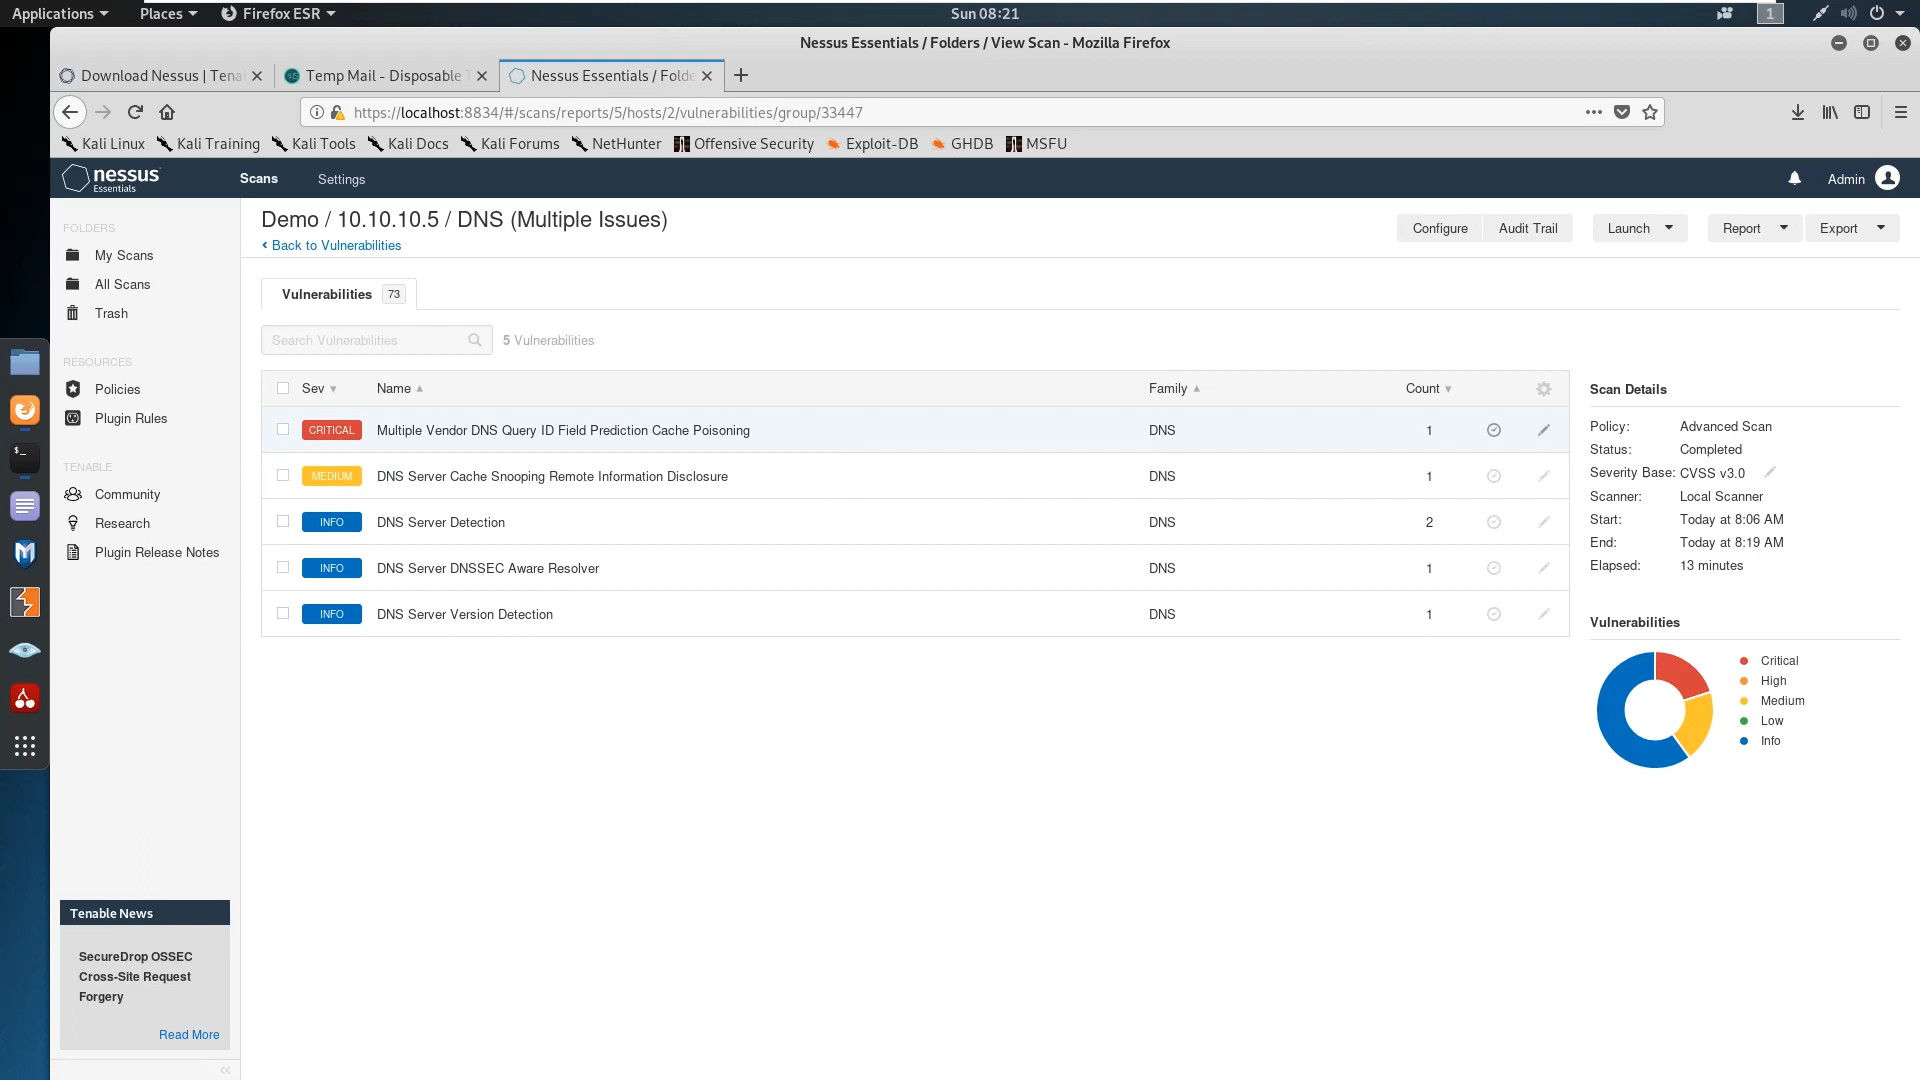 Applications Places Firefox ESR Sun 08:21 1
Nessus Essentials / Folders / View Scan - Mozilla Firefox
Download Nessus | Tena Temp Mail - Disposable T Nessus Essentials / Folde
https://localhost:8834/#/scans/reports/5/hosts/2/vulnerabilities/group/33447
Kali Linux Kali Training Kali Tools Kali Docs Kali Forums NetHunter Offensive Security Exploit-DB GHDB MSFU
nessus Essentials Scans Settings Admin
FOLDERS
My Scans
All Scans
Trash
RESOURCES
Policies
Plugin Rules
TENABLE
Community
Research
Plugin Release Notes
Tenable News
SecureDrop OSSEC
Cross-Site Request
Forgery
Read More
Demo / 10.10.10.5 / DNS (Multiple Issues)
Back to Vulnerabilities
Configure Audit Trail Launch Report Export
Vulnerabilities 73
Search Vulnerabilities 5 Vulnerabilities
Sev Name Family Count
CRITICAL Multiple Vendor DNS Query ID Field Prediction Cache Poisoning DNS 1
MEDIUM DNS Server Cache Snooping Remote Information Disclosure DNS 1
INFO DNS Server Detection DNS 2
INFO DNS Server DNSSEC Aware Resolver DNS 1
INFO DNS Server Version Detection DNS 1
Scan Details
Policy: Advanced Scan
Status: Completed
Severity Base: CVSS v3.0
Scanner: Local Scanner
Start: Today at 8:06 AM
End: Today at 8:19 AM
Elapsed: 13 minutes
Vulnerabilities
Critical
High
Medium
Low
Info